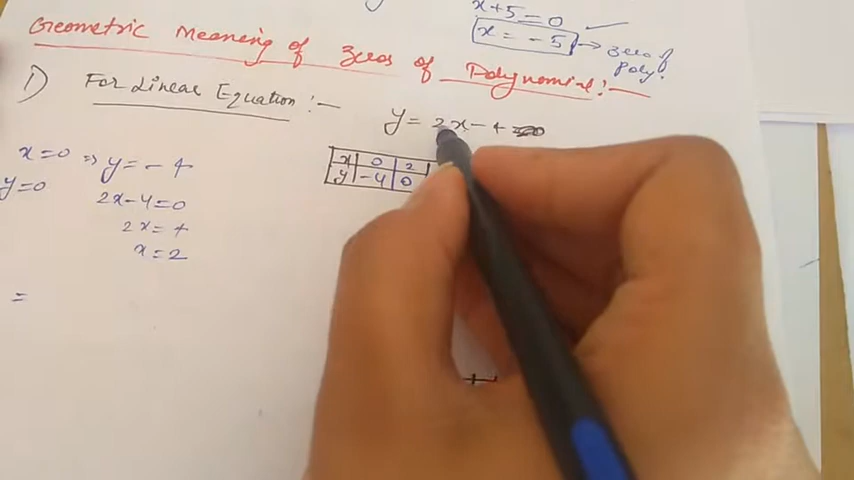 x+5=0
x = -5 → zero of
poly.
Geometric Meaning of Zeros of Polynomial:-
1) For Linear Equation :- y = 2x-4
x 0 2
y -4 0
x=0 => y = -4
y=0
2x-4=0
2x = 4
x = 2
=